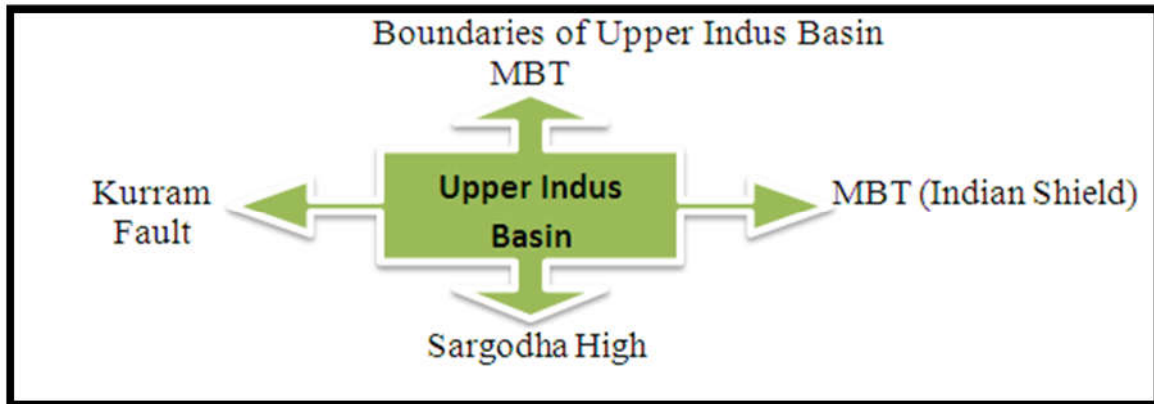 Boundaries of Upper Indus Basin
MBT
Kurram
Fault
Upper Indus
Basin
MBT (Indian Shield)
Sargodha High